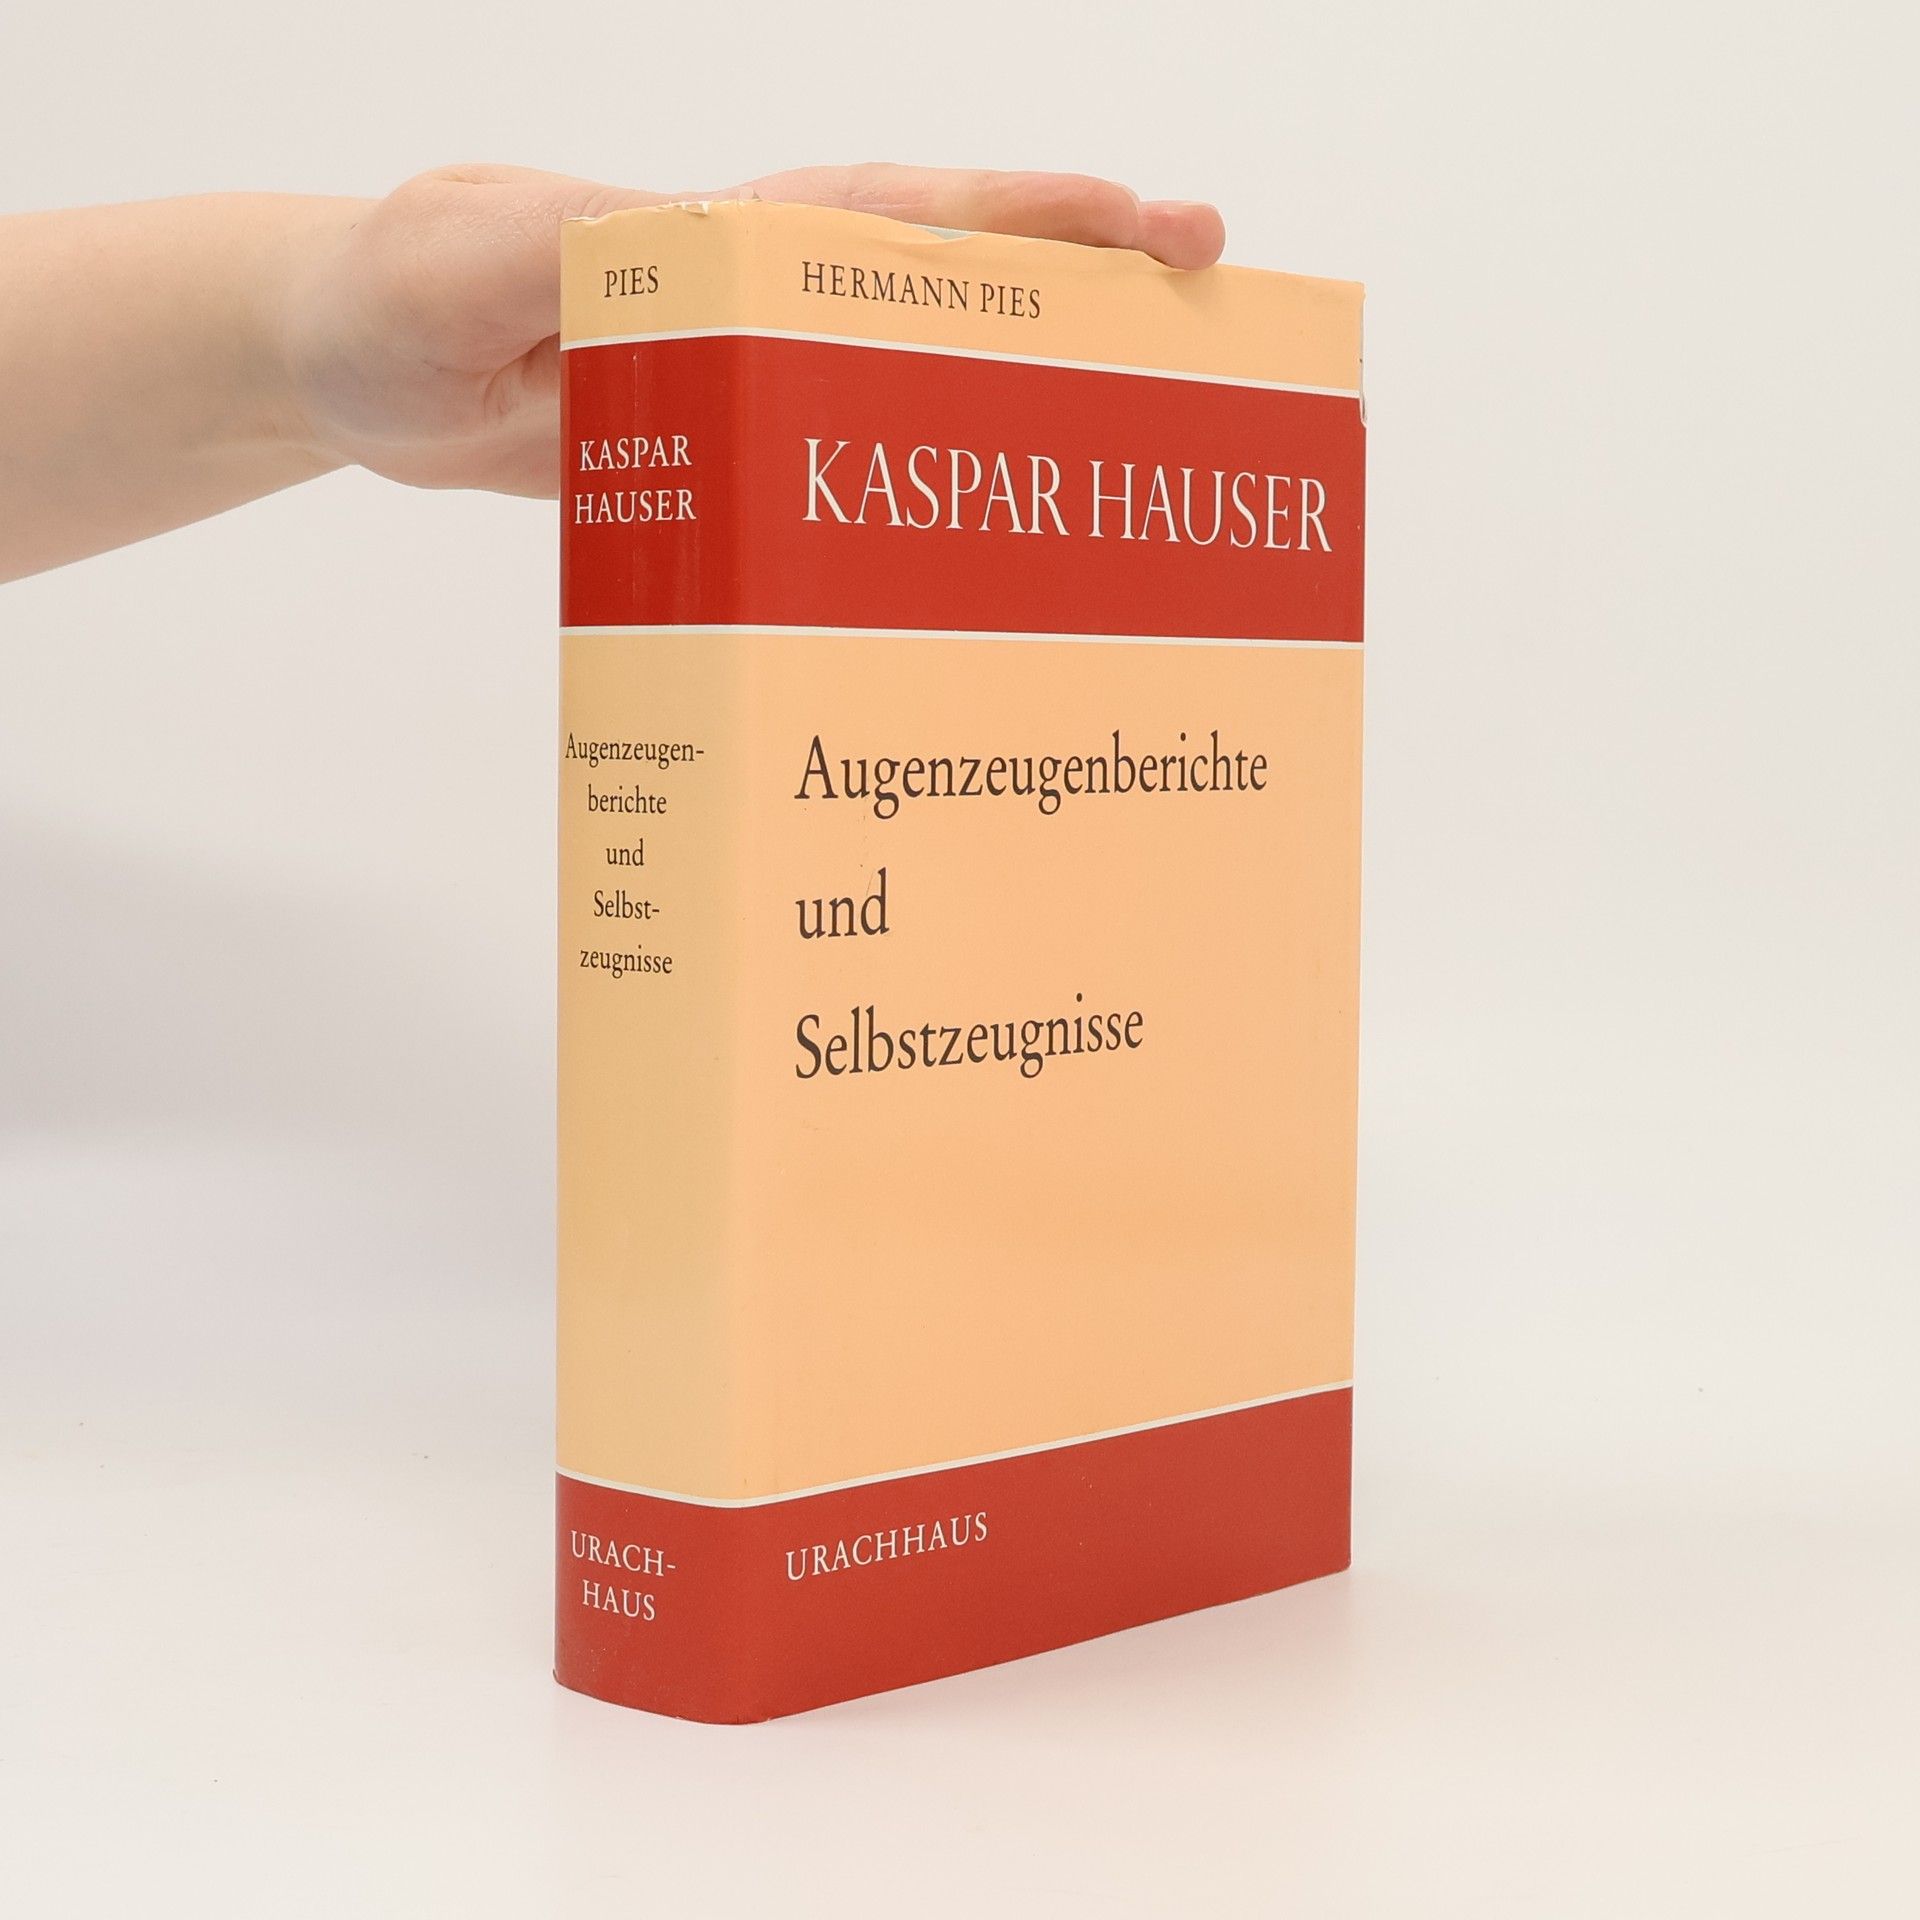 PIES
KASPAR
HAUSER
Augenzeugen-
berichte
und
Selbst-
zeugnisse
URACH-
HAUS
HERMANN PIES
KASPAR HAUSER
Augenzeugenberichte
und
Selbstzeugnisse
URACHHAUS